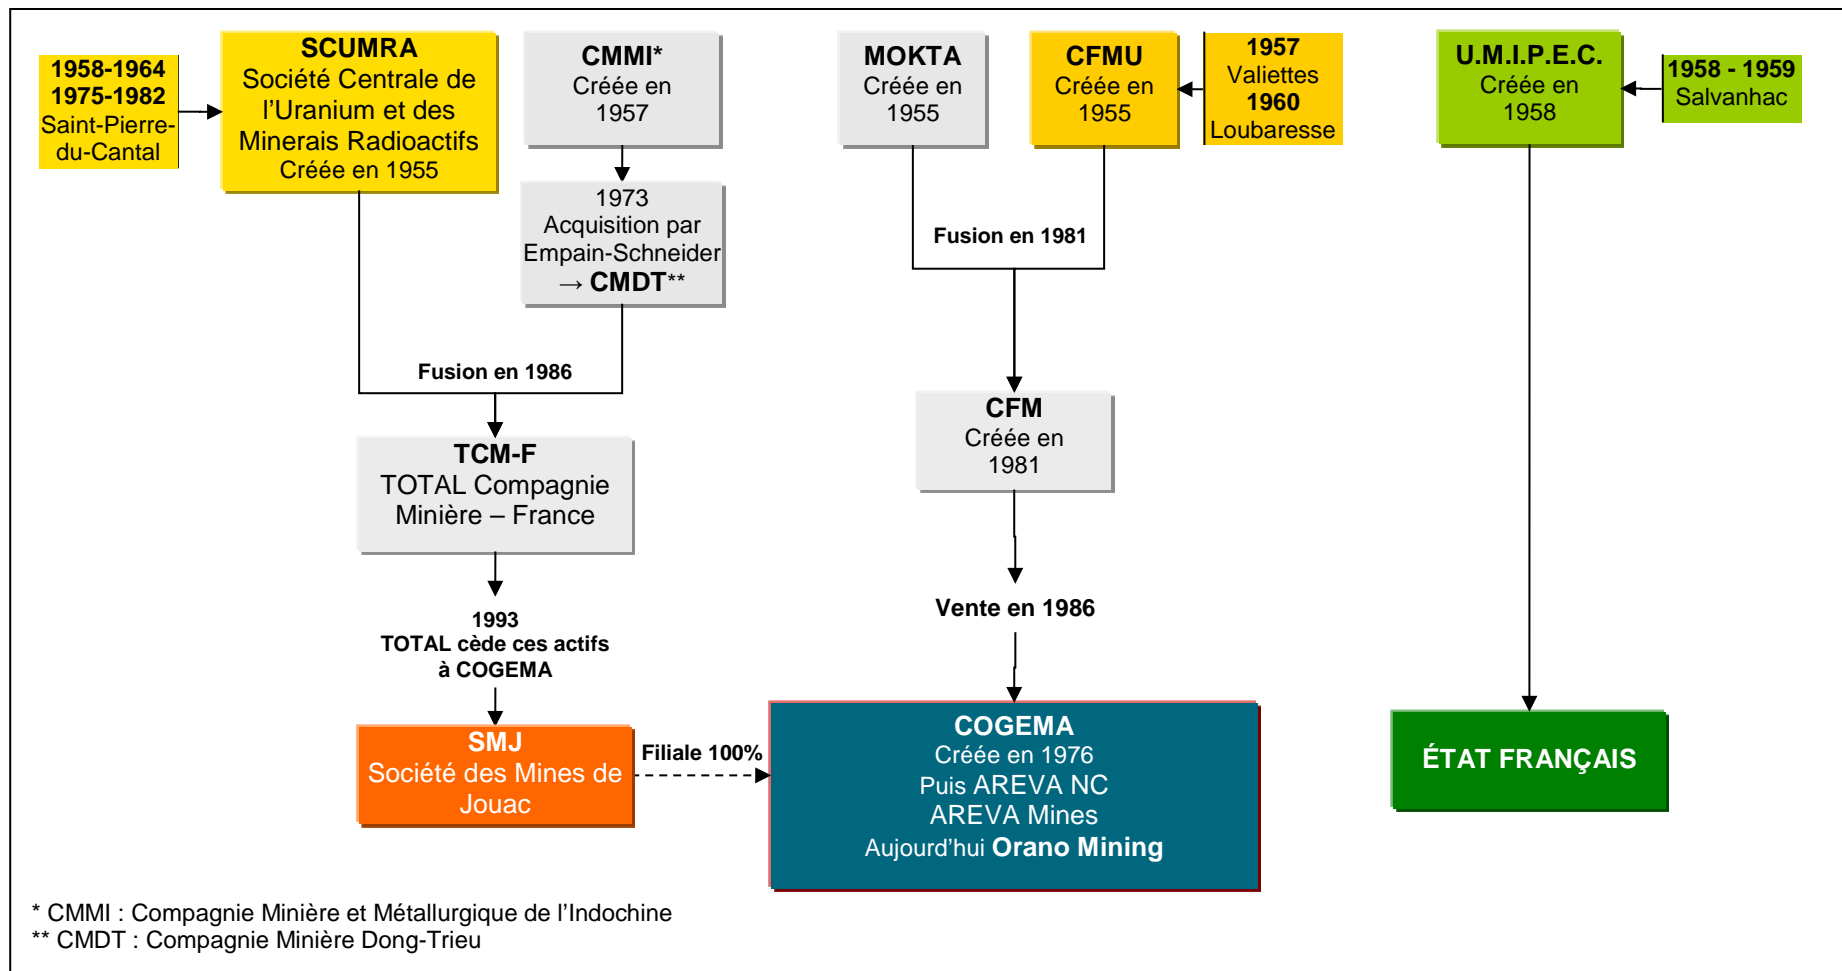 1958-1964
1975-1982
Saint-Pierre-
du-Cantal
SCUMRA
Société Centrale de
l'Uranium et des
Minerais Radioactifs
Créée en 1955
CMMI*
Créée en
1957
1973
Acquisition par
Empain-Schneider
→ CMDT**
Fusion en 1986
TCM-F
TOTAL Compagnie
Minière – France
1993
TOTAL cède ces actifs
à COGEMA
SMJ
Société des Mines de
Jouac
Filiale 100%
MOKTA
Créée en
1955
CFMU
Créée en
1955
1957
Valiettes
1960
Loubaresse
Fusion en 1981
CFM
Créée en
1981
Vente en 1986
COGEMA
Créée en 1976
Puis AREVA NC
AREVA Mines
Aujourd'hui Orano Mining
U.M.I.P.E.C.
Créée en
1958
1958 - 1959
Salvanhac
ÉTAT FRANÇAIS
* CMMI : Compagnie Minière et Métallurgique de l'Indochine
** CMDT : Compagnie Minière Dong-Trieu